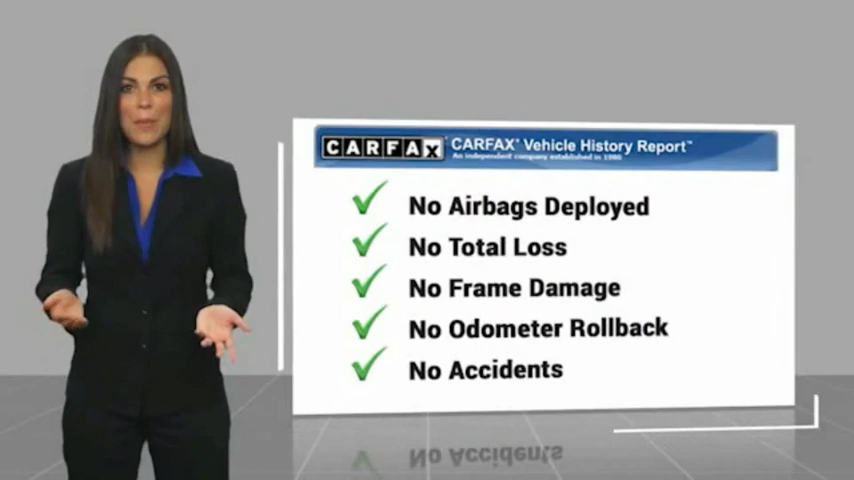 CARFAX CARFAX® Vehicle History Report™
An independent company established in 1986
No Airbags Deployed
No Total Loss
No Frame Damage
No Odometer Rollback
No Accidents
No Accidents